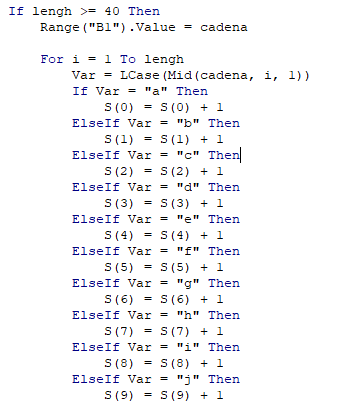 If lengh >= 40 Then
    Range("B1").Value = cadena

    For i = 1 To lengh
        Var = LCase(Mid(cadena, i, 1))
        If Var = "a" Then
            S(0) = S(0) + 1
        ElseIf Var = "b" Then
            S(1) = S(1) + 1
        ElseIf Var = "c" Then
            S(2) = S(2) + 1
        ElseIf Var = "d" Then
            S(3) = S(3) + 1
        ElseIf Var = "e" Then
            S(4) = S(4) + 1
        ElseIf Var = "f" Then
            S(5) = S(5) + 1
        ElseIf Var = "g" Then
            S(6) = S(6) + 1
        ElseIf Var = "h" Then
            S(7) = S(7) + 1
        ElseIf Var = "i" Then
            S(8) = S(8) + 1
        ElseIf Var = "j" Then
            S(9) = S(9) + 1